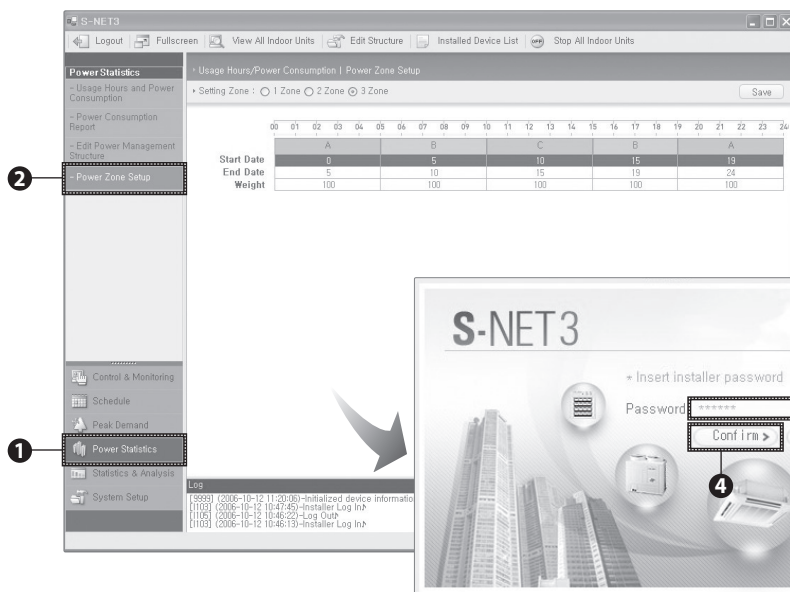 S-NET3
Logout Fullscreen View All Indoor Units Edit Structure Installed Device List OFF Stop All Indoor Units
Power Statistics
- Usage Hours and Power
Consumption
- Power Consumption
Report
- Edit Power Management
Structure
- Power Zone Setup
2
Usage Hours/Power Consumption | Power Zone Setup
Setting Zone : 1 Zone 2 Zone 3 Zone Save
00 01 02 03 04 05 06 07 08 09 10 11 12 13 14 15 16 17 18 19 20 21 22 23 24
A B C B A
Start Date 0 5 10 15 19
End Date 5 10 15 19 24
Weight 100 100 100 100 100
Control & Monitoring
Schedule
Peak Demand
1
Power Statistics
Statistics & Analysis
System Setup
Log
[9999] (2006-10-12 11:20:06)-Initialized device informatio
[1103] (2006-10-12 10:47:45)-Installer Log In
[1105] (2006-10-12 10:46:22)-Log Out
[1103] (2006-10-12 10:46:13)-Installer Log In
S-NET3
* Insert installer password
Password ******
Confirm >
4